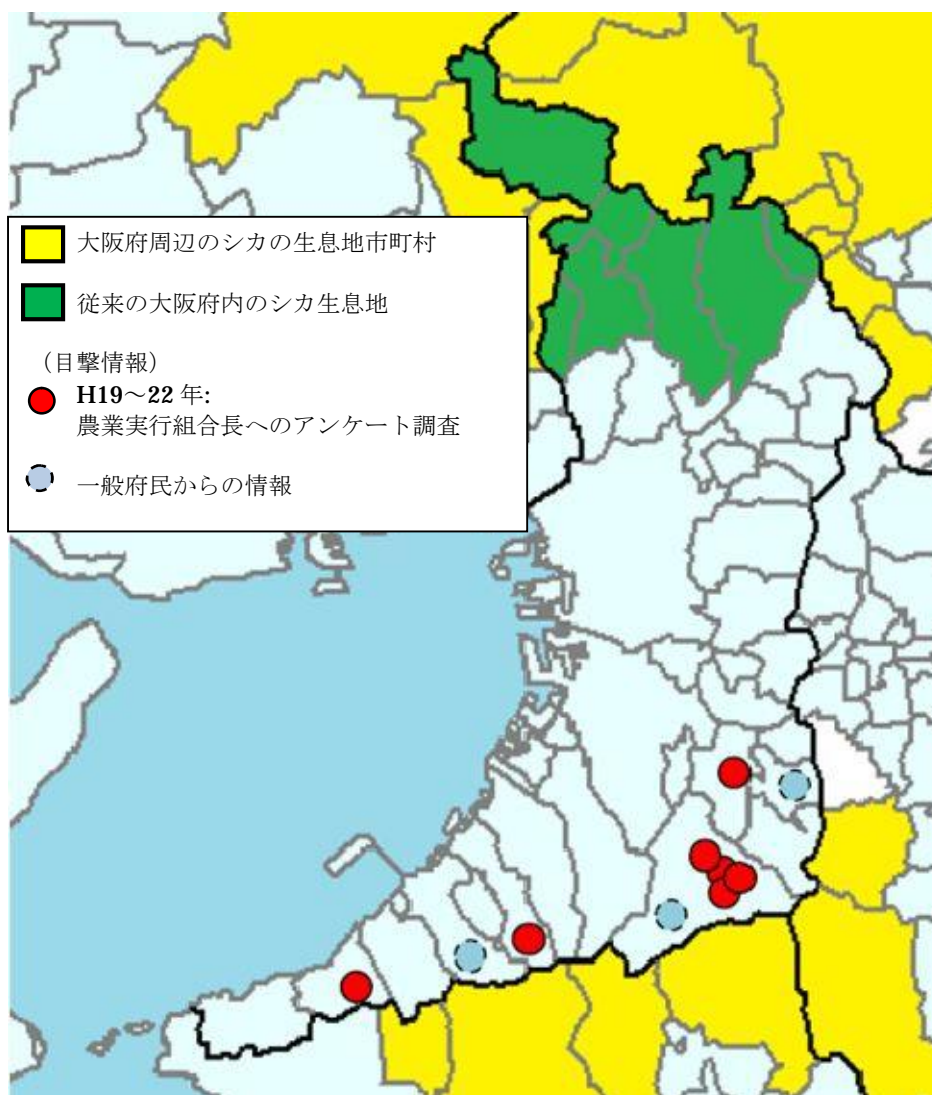 大阪府周辺のシカの生息地市町村
従来の大阪府内のシカ生息地
（目撃情報）
H19～22 年:
農業実行組合長へのアンケート調査
一般府民からの情報